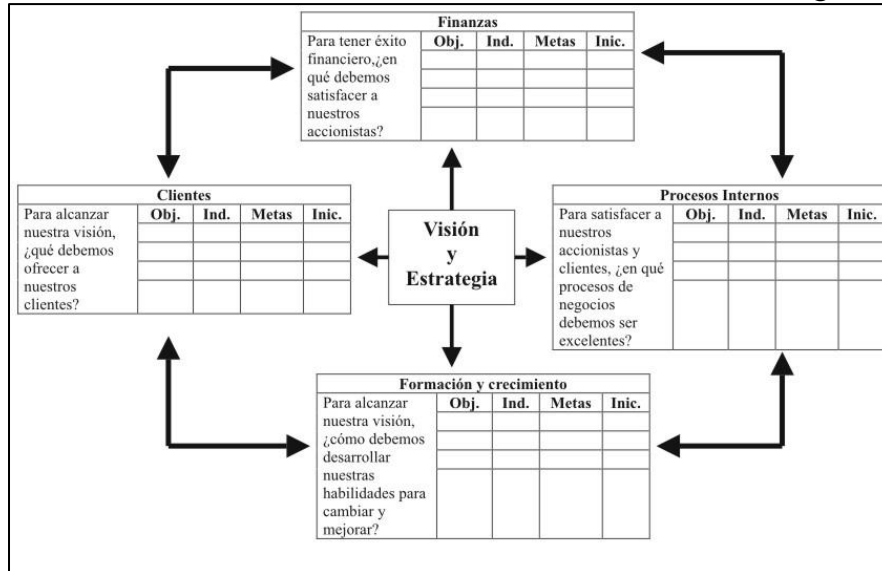 Finanzas
Para tener éxito
financiero,¿en
qué debemos
satisfacer a
nuestros
accionistas?
Obj. Ind. Metas Inic.
Clientes
Para alcanzar
nuestra visión,
¿qué debemos
ofrecer a
nuestros
clientes?
Obj. Ind. Metas Inic.
Visión
y
Estrategia
Procesos Internos
Para satisfacer a
nuestros
accionistas y
clientes, ¿en qué
procesos de
negocios
debemos ser
excelentes?
Obj. Ind. Metas Inic.
Formación y crecimiento
Para alcanzar
nuestra visión,
¿cómo debemos
desarrollar
nuestras
habilidades para
cambiar y
mejorar?
Obj. Ind. Metas Inic.